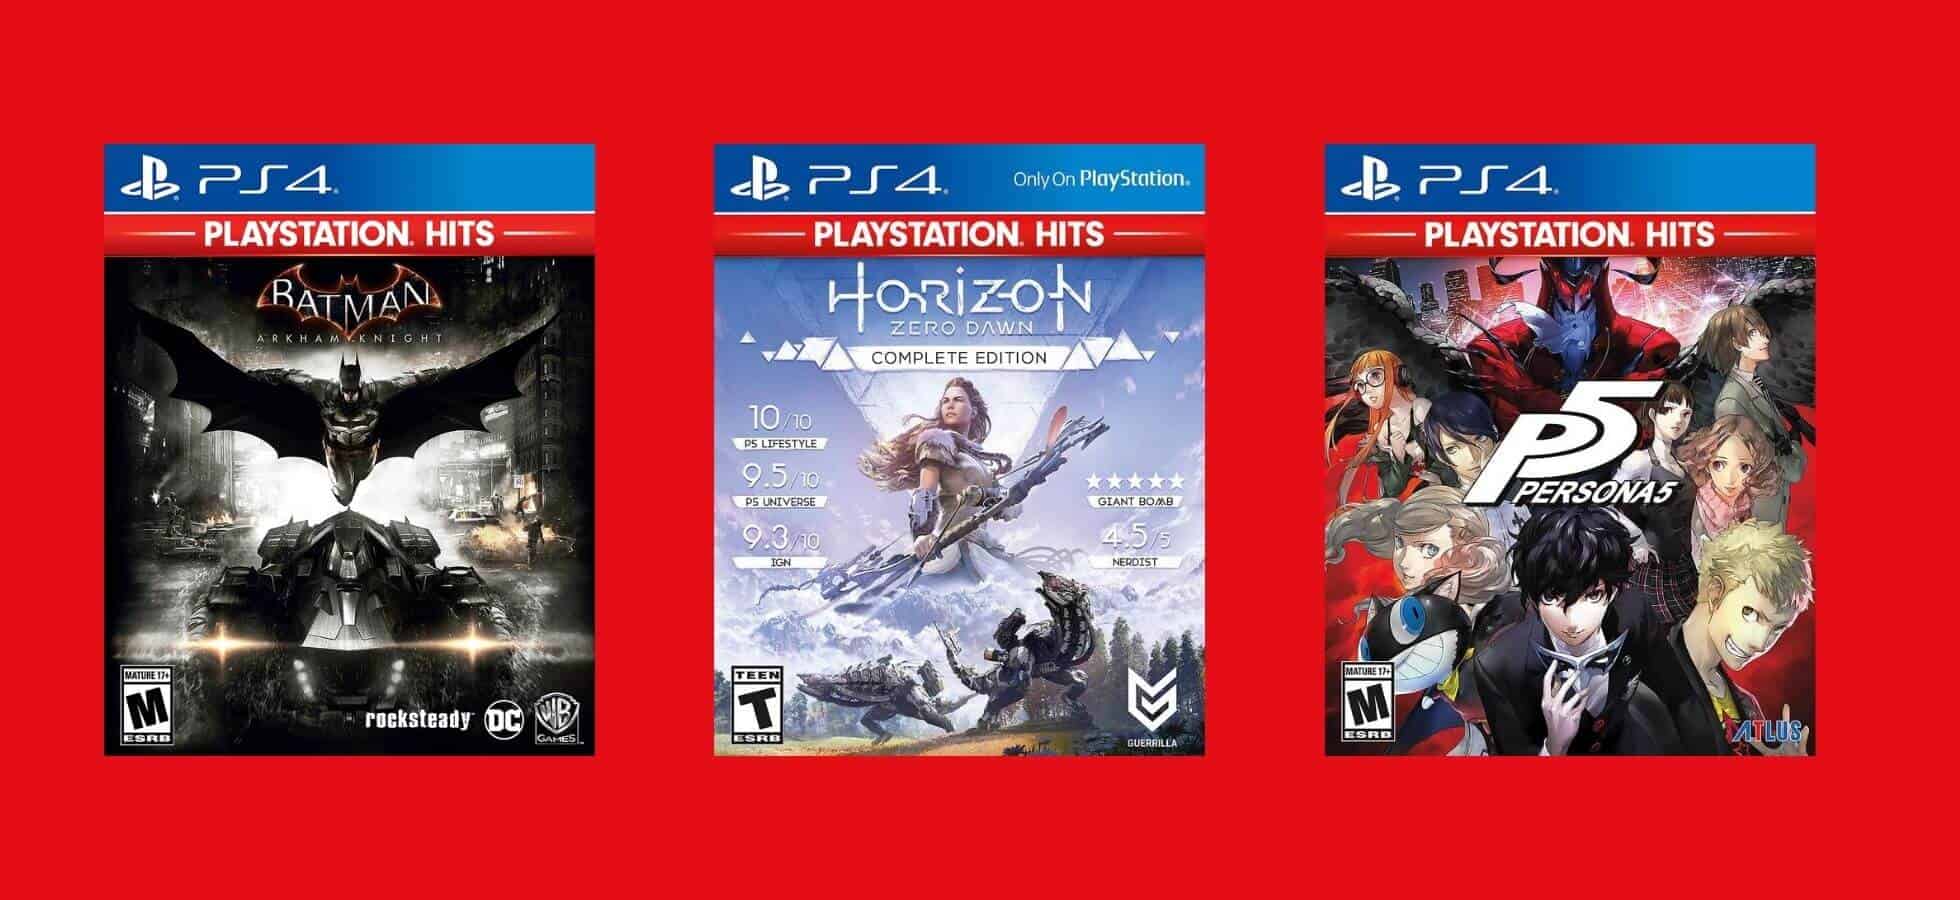 PS4
PLAYSTATION HITS
BATMAN
ARKHAM KNIGHT
MATURE 17+
M
ESRB
rocksteady
DC
WB
GAMES
PS4
Only On PlayStation
PLAYSTATION HITS
HORIZON
ZERO DAWN
COMPLETE EDITION
10/10
PS LIFESTYLE
9.5/10
PS UNIVERSE
9.3/10
IGN
GIANT BOMB
4.5/5
NERDIST
TEEN
T
ESRB
GUERRILLA
PS4
PLAYSTATION HITS
P5
PERSONA5
MATURE 17+
M
ESRB
ATLUS